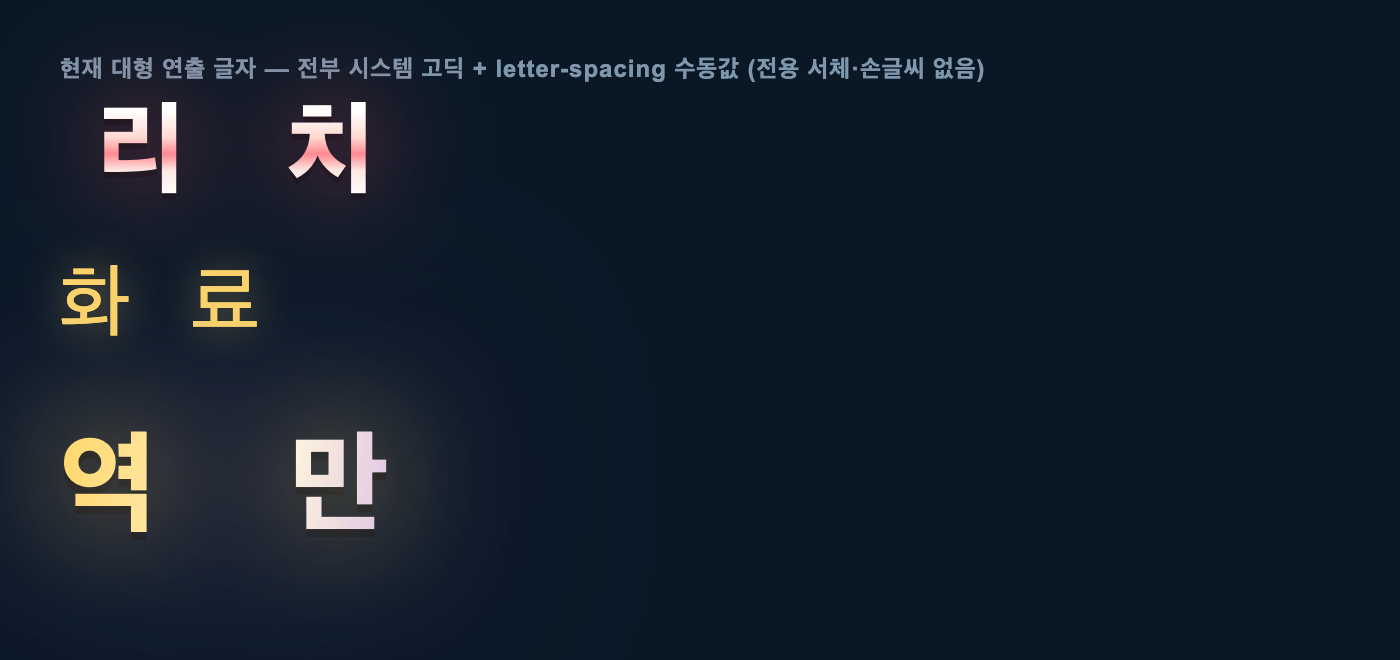 현재 대형 연출 글자 — 전부 시스템 고딕 + letter-spacing 수동값 (전용 서체·손글씨 없음)
리 치
화 료
역 만